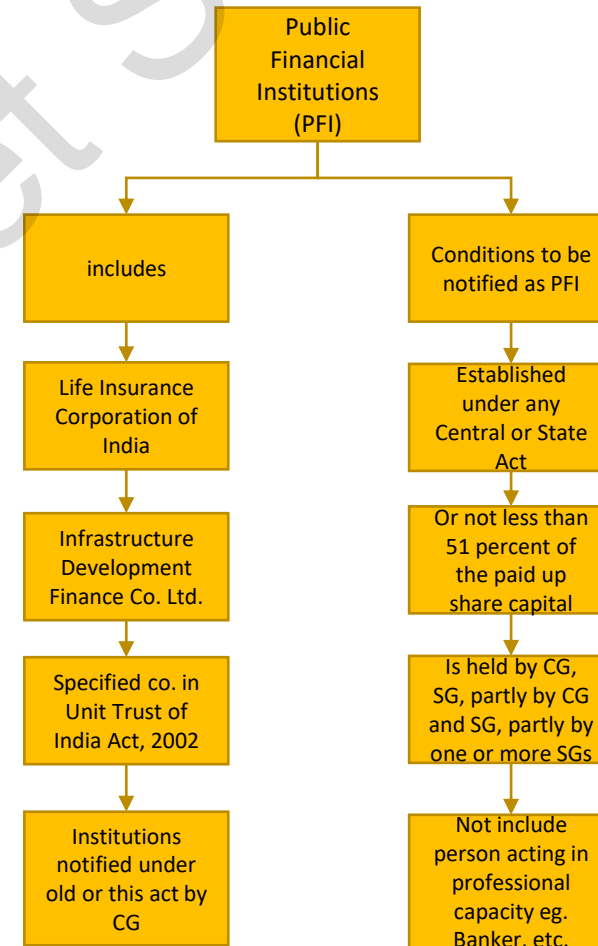 Public
Financial
Institutions
(PFI)
includes
Life Insurance
Corporation of
India
Infrastructure
Development
Finance Co. Ltd.
Specified co. in
Unit Trust of
India Act, 2002
Institutions
notified under
old or this act by
CG
Conditions to be
notified as PFI
Established
under any
Central or State
Act
Or not less than
51 percent of
the paid up
share capital
Is held by CG,
SG, partly by CG
and SG, partly by
one or more SGs
Not include
person acting in
professional
capacity eg.
Banker, etc.